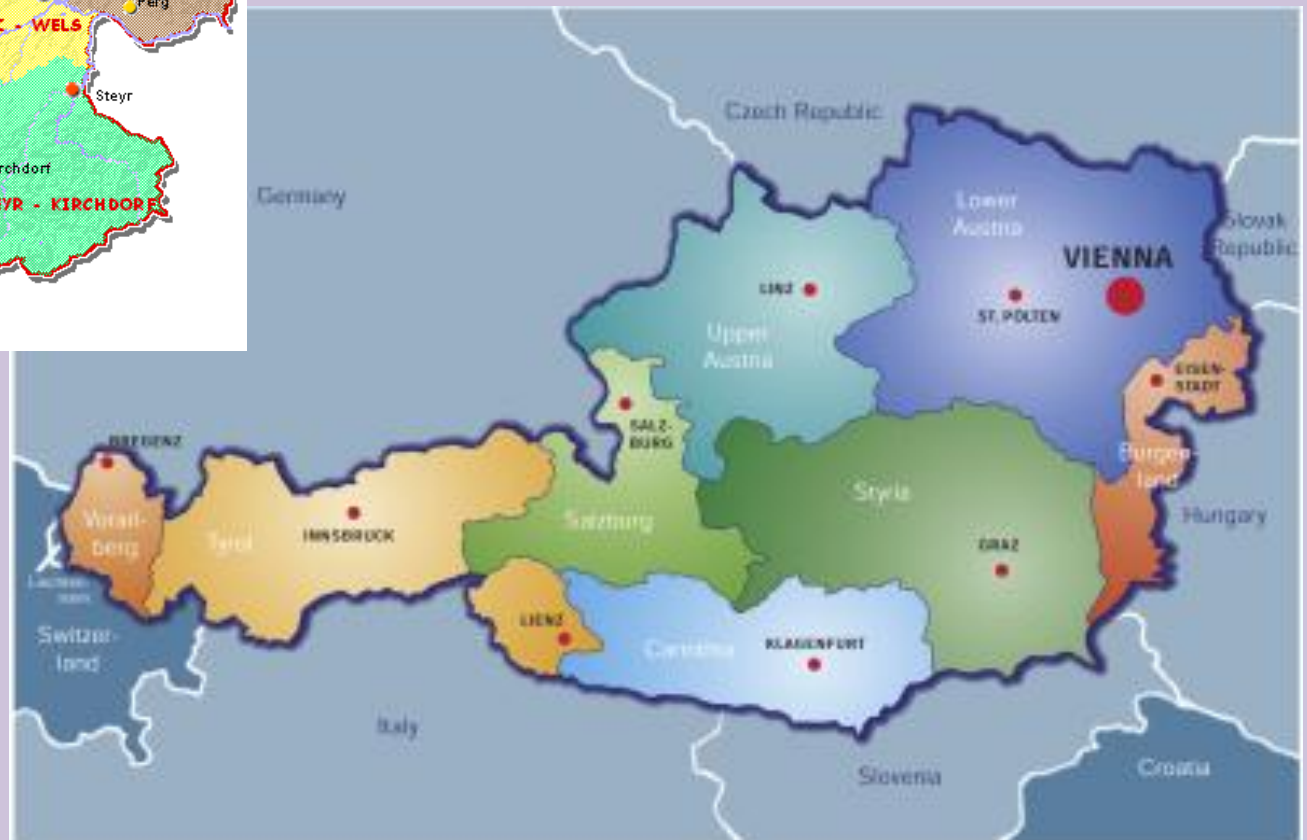 Perg
- WELS
Steyr
rchdorf
YR - KIRCHDORF
Czech Republic
Germany
Lower
Austria
Slovak
Republic
VIENNA
LINZ
ST. PÖLTEN
Upper
Austria
EISEN-
STADT
SALZ-
BURG
BREGENZ
Burgen-
land
Styria
Vorarl-
berg
Tyrol
INNSBRUCK
Salzburg
Hungary
GRAZ
Switzer-
land
LIENZ
Carinthia
KLAGENFURT
Italy
Slovenia
Croatia